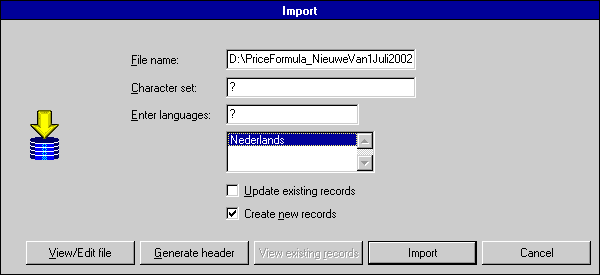 Import
File name: D:\PriceFormula_NieuweVan1Juli2002
Character set: ?
Enter languages: ?
Nederlands
Update existing records
Create new records
View/Edit file Generate header View existing records Import Cancel